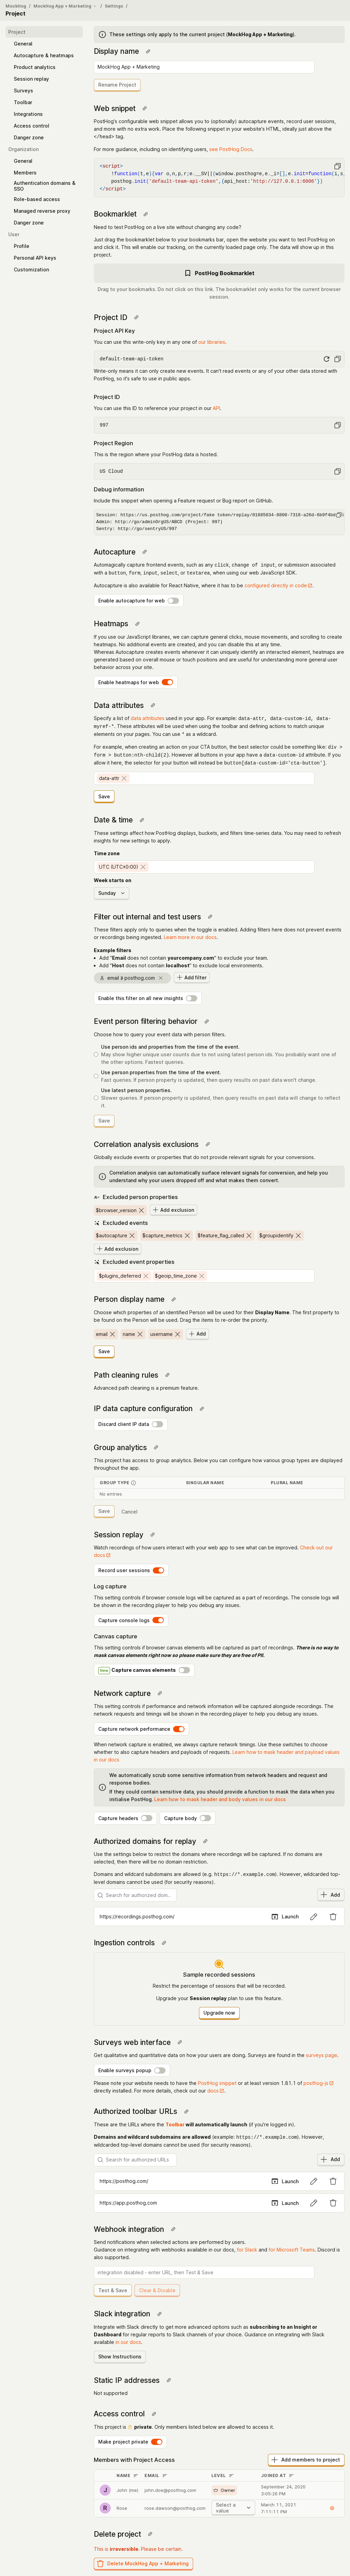 MockHog / MockHog App + Marketing / Settings /
Project
Project
General
Autocapture & heatmaps
Product analytics
Session replay
Surveys
Toolbar
Integrations
Access control
Danger zone
Organization
General
Members
Authentication domains &
SSO
Role-based access
Managed reverse proxy
Danger zone
User
Profile
Personal API keys
Customization
These settings only apply to the current project (MockHog App + Marketing).
Display name
MockHog App + Marketing
Rename Project
Web snippet
PostHog's configurable web snippet allows you to (optionally) autocapture events, record user sessions,
and more with no extra work. Place the following snippet in your website's HTML, ideally just above the
</head> tag.
For more guidance, including on identifying users, see PostHog Docs.
<script>
!function(t,e){var o,n,p,r;e.__SV||(window.posthog=e,e._i=[],e.init=function(i,s,
posthog.init('default-team-api-token',{api_host:'http://127.0.0.1:6006'})
</script>
Bookmarklet
Need to test PostHog on a live site without changing any code?
Just drag the bookmarklet below to your bookmarks bar, open the website you want to test PostHog on
and click it. This will enable our tracking, on the currently loaded page only. The data will show up in this
project.
PostHog Bookmarklet
Drag to your bookmarks. Do not click on this link. The bookmarklet only works for the current browser
session.
Project ID
Project API Key
You can use this write-only key in any one of our libraries.
default-team-api-token
Write-only means it can only create new events. It can't read events or any of your other data stored with
PostHog, so it's safe to use in public apps.
Project ID
You can use this ID to reference your project in our API.
997
Project Region
This is the region where your PostHog data is hosted.
US Cloud
Debug information
Include this snippet when opening a Feature request or Bug report on GitHub.
Admin: http://go/adminOrgUS/ABCD (Project: 997)
Sentry: http://go/sentryUS/997
Autocapture
Automagically capture frontend events, such as any click, change of input, or submission associated
with a button, form, input, select, or textarea, when using our web JavaScript SDK.
Autocapture is also available for React Native, where it has to be configured directly in code.
Enable autocapture for web
Heatmaps
If you use our JavaScript libraries, we can capture general clicks, mouse movements, and scrolling to create
heatmaps. No additional events are created, and you can disable this at any time.
Whereas Autocapture creates events whenever it can uniquely identify an interacted element, heatmaps are
generated based on overall mouse or touch positions and are useful for understanding more general user
behavior across your site.
Enable heatmaps for web
Data attributes
Specify a list of data attributes used in your app. For example: data-attr, data-custom-id, data-
myref-*. These attributes will be used when using the toolbar and defining actions to match unique
elements on your pages. You can use * as a wildcard.
For example, when creating an action on your CTA button, the best selector could be something like: div >
form > button:nth-child(2). However all buttons in your app have a data-custom-id attribute. If you
whitelist it here, the selector for your button will instead be button[data-custom-id='cta-button'].
data-attr
Save
Date & time
These settings affect how PostHog displays, buckets, and filters time-series data. You may need to refresh
insights for new settings to apply.
Time zone
UTC (UTC±0:00)
Week starts on
Sunday
Filter out internal and test users
These filters apply only to queries when the toggle is enabled. Adding filters here does not prevent events
or recordings being ingested. Learn more in our docs.
Example filters
• Add "Email does not contain yourcompany.com" to exclude your team.
• Add "Host does not contain localhost" to exclude local environments.
email ∌ posthog.com
Add filter
Enable this filter on all new insights
Event person filtering behavior
Choose how to query your event data with person filters.
Use person ids and properties from the time of the event.
May show higher unique user counts due to not using latest person ids. You probably want one of
the other options. Fastest queries.
Use person properties from the time of the event.
Fast queries. If person property is updated, then query results on past data won't change.
Use latest person properties.
Slower queries. If person property is updated, then query results on past data will change to reflect
it.
Save
Correlation analysis exclusions
Globally exclude events or properties that do not provide relevant signals for your conversions.
Correlation analysis can automatically surface relevant signals for conversion, and help you
understand why your users dropped off and what makes them convert.
Excluded person properties
$browser_version
Add exclusion
Excluded events
$autocapture
$capture_metrics
$feature_flag_called
$groupidentify
Add exclusion
Excluded event properties
$plugins_deferred
$geoip_time_zone
Person display name
Choose which properties of an identified Person will be used for their Display Name. The first property to
be found on the Person will be used. Drag the items to re-order the priority.
email
name
username
Add
Save
Path cleaning rules
Advanced path cleaning is a premium feature.
IP data capture configuration
Discard client IP data
Group analytics
This project has access to group analytics. Below you can configure how various group types are displayed
throughout the app.
GROUP TYPE
SINGULAR NAME
PLURAL NAME
No entries
Save
Cancel
Session replay
Watch recordings of how users interact with your web app to see what can be improved. Check out our
docs
Record user sessions
Log capture
This setting controls if browser console logs will be captured as a part of recordings. The console logs will
be shown in the recording player to help you debug any issues.
Capture console logs
Canvas capture
This setting controls if browser canvas elements will be captured as part of recordings. There is no way to
mask canvas elements right now so please make sure they are free of PII.
New Capture canvas elements
Network capture
This setting controls if performance and network information will be captured alongside recordings. The
network requests and timings will be shown in the recording player to help you debug any issues.
Capture network performance
When network capture is enabled, we always capture network timings. Use these switches to choose
whether to also capture headers and payloads of requests. Learn how to mask header and payload values
in our docs
We automatically scrub some sensitive information from network headers and request and
response bodies.
If they could contain sensitive data, you should provide a function to mask the data when you
initialise PostHog. Learn how to mask header and body values in our docs
Capture headers
Capture body
Authorized domains for replay
Use the settings below to restrict the domains where recordings will be captured. If no domains are
selected, then there will be no domain restriction.
Domains and wildcard subdomains are allowed (e.g. https://*.example.com). However, wildcarded top-
level domains cannot be used (for security reasons).
Search for authorized dom...
Add
https://recordings.posthog.com/
Launch
Ingestion controls
Sample recorded sessions
Restrict the percentage of sessions that will be recorded.
Upgrade your Session replay plan to use this feature.
Upgrade now
Surveys web interface
Get qualitative and quantitative data on how your users are doing. Surveys are found in the surveys page.
Enable surveys popup
Please note your website needs to have the PostHog snippet or at least version 1.81.1 of posthog-js
directly installed. For more details, check out our docs.
Authorized toolbar URLs
These are the URLs where the Toolbar will automatically launch (if you're logged in).
Domains and wildcard subdomains are allowed (example: https://*.example.com). However,
wildcarded top-level domains cannot be used (for security reasons).
Search for authorized URLs
Add
https://posthog.com/
Launch
https://app.posthog.com
Launch
Webhook integration
Send notifications when selected actions are performed by users.
Guidance on integrating with webhooks available in our docs, for Slack and for Microsoft Teams. Discord is
also supported.
integration disabled - enter URL, then Test & Save
Test & Save
Clear & Disable
Slack integration
Integrate with Slack directly to get more advanced options such as subscribing to an Insight or
Dashboard for regular reports to Slack channels of your choice. Guidance on integrating with Slack
available in our docs.
Show Instructions
Static IP addresses
Not supported
Access control
This project is private. Only members listed below are allowed to access it.
Make project private
Members with Project Access
Add members to project
NAME
EMAIL
LEVEL
JOINED AT
J
John (me)
john.doe@posthog.com
Owner
September 24, 2020
3:05:26 PM
R
Rose
rose.dawson@posthog.com
Select a
value
March 11, 2021
7:11:11 PM
Delete project
This is irreversible. Please be certain.
Delete MockHog App + Marketing